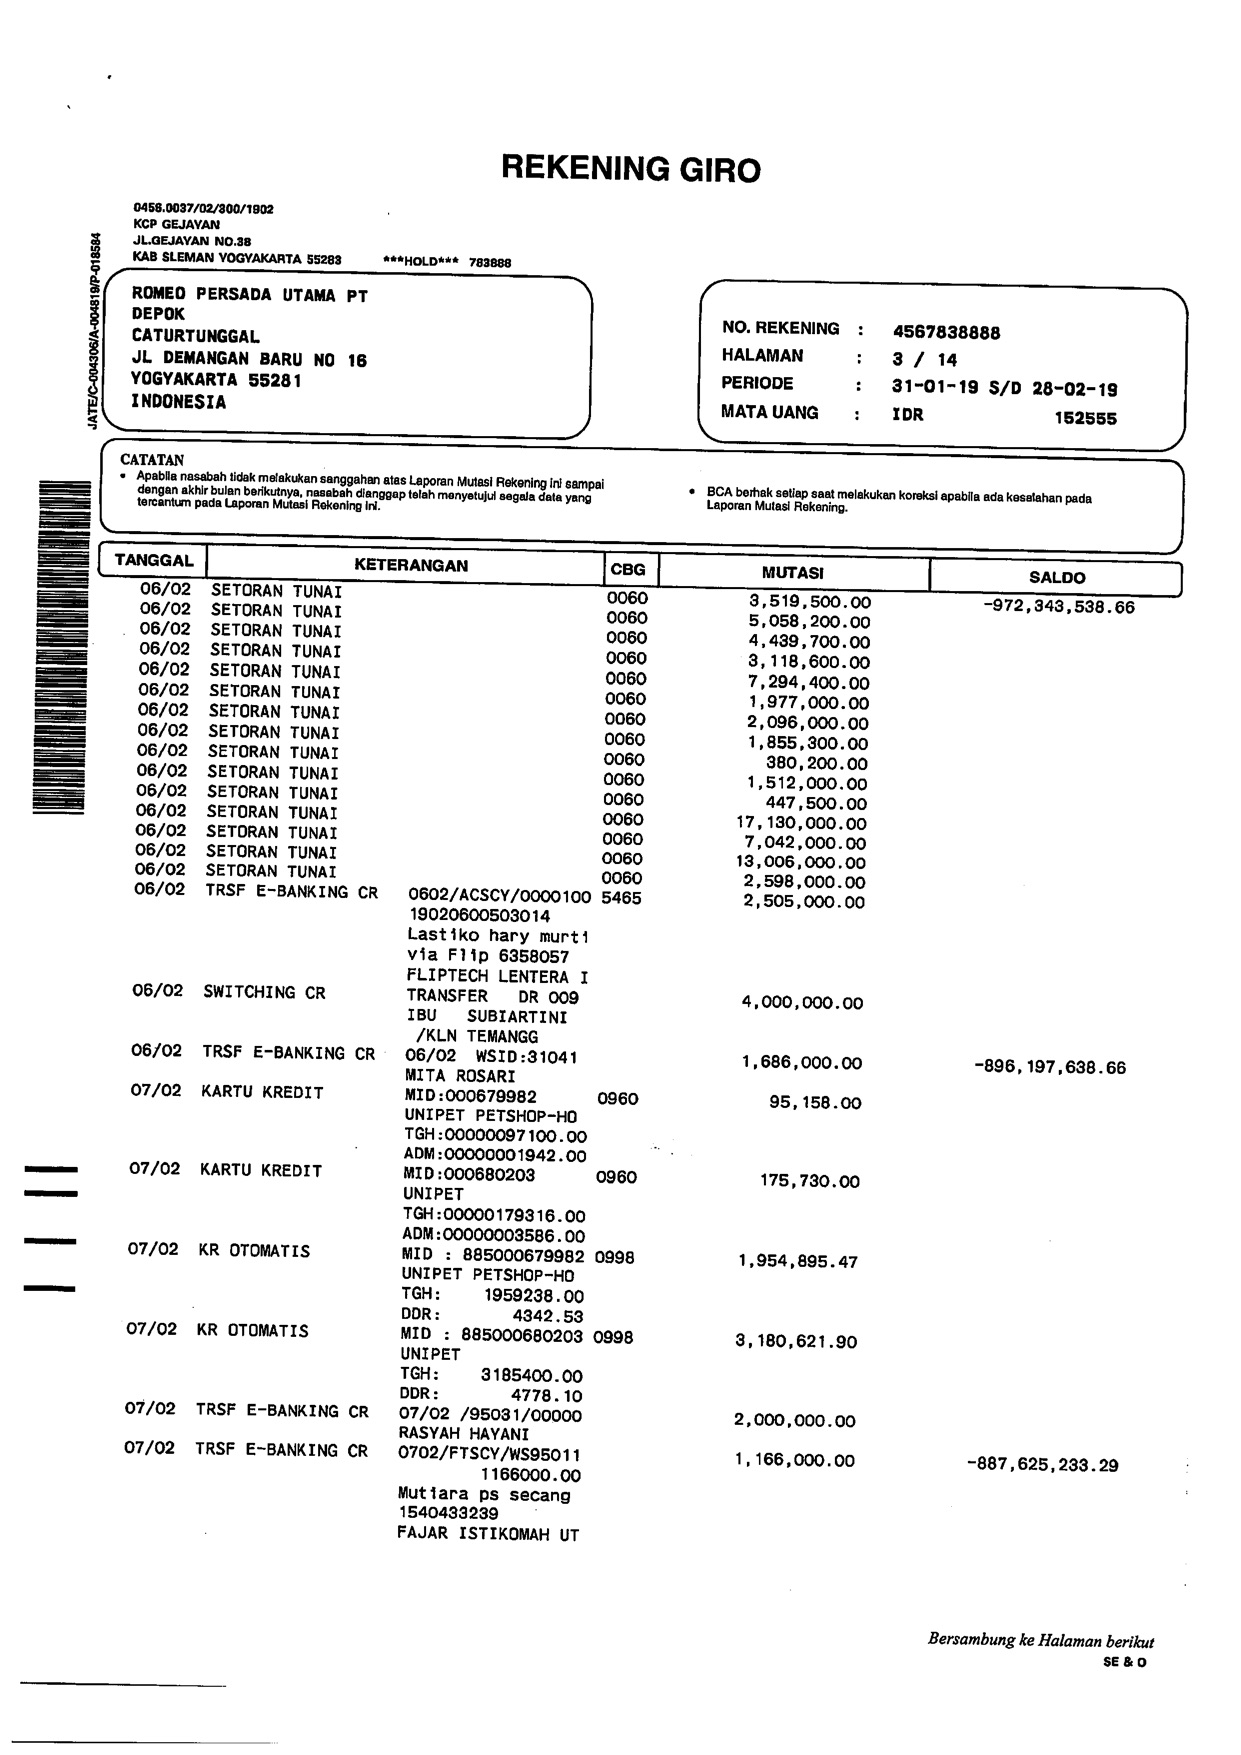 REKENING GIRO
0456.0037/02/300/1902
KCP GEJAYAN
JL.GEJAYAN NO.38
KAB SLEMAN YOGYAKARTA 55283 ***HOLD*** 783888
JATE/C-004306/A-004819/P-018584
ROMEO PERSADA UTAMA PT
DEPOK
CATURTUNGGAL
JL DEMANGAN BARU NO 16
YOGYAKARTA 55281
INDONESIA
NO. REKENING : 4567838888
HALAMAN : 3 / 14
PERIODE : 31-01-19 S/D 28-02-19
MATA UANG : IDR 152555
CATATAN
• Apabila nasabah tidak melakukan sanggahan atas Laporan Mutasi Rekening ini sampai
dengan akhir bulan berikutnya, nasabah dianggap telah menyetujui segala data yang
tercantum pada Laporan Mutasi Rekening ini.
• BCA berhak setiap saat melakukan koreksi apabila ada kesalahan pada
Laporan Mutasi Rekening.
TANGGAL KETERANGAN CBG MUTASI SALDO
06/02 SETORAN TUNAI 0060 3,519,500.00 -972,343,538.66
06/02 SETORAN TUNAI 0060 5,058,200.00
06/02 SETORAN TUNAI 0060 4,439,700.00
06/02 SETORAN TUNAI 0060 3,118,600.00
06/02 SETORAN TUNAI 0060 7,294,400.00
06/02 SETORAN TUNAI 0060 1,977,000.00
06/02 SETORAN TUNAI 0060 2,096,000.00
06/02 SETORAN TUNAI 0060 1,855,300.00
06/02 SETORAN TUNAI 0060 380,200.00
06/02 SETORAN TUNAI 0060 1,512,000.00
06/02 SETORAN TUNAI 0060 447,500.00
06/02 SETORAN TUNAI 0060 17,130,000.00
06/02 SETORAN TUNAI 0060 7,042,000.00
06/02 SETORAN TUNAI 0060 13,006,000.00
06/02 SETORAN TUNAI 0060 2,598,000.00
06/02 TRSF E-BANKING CR 0602/ACSCY/0000100 5465 2,505,000.00
19020600503014
Lastiko hary murti
via Flip 6358057
FLIPTECH LENTERA I
06/02 SWITCHING CR TRANSFER DR 009 4,000,000.00
IBU SUBIARTINI
/KLN TEMANGG
06/02 TRSF E-BANKING CR 06/02 WSID:31041 1,686,000.00 -896,197,638.66
MITA ROSARI
07/02 KARTU KREDIT MID:000679982 0960 95,158.00
UNIPET PETSHOP-HO
TGH:00000097100.00
ADM:00000001942.00
07/02 KARTU KREDIT MID:000680203 0960 175,730.00
UNIPET
TGH:00000179316.00
ADM:00000003586.00
07/02 KR OTOMATIS MID : 885000679982 0998 1,954,895.47
UNIPET PETSHOP-HO
TGH: 1959238.00
DDR: 4342.53
07/02 KR OTOMATIS MID : 885000680203 0998 3,180,621.90
UNIPET
TGH: 3185400.00
DDR: 4778.10
07/02 TRSF E-BANKING CR 07/02 /95031/00000 2,000,000.00
RASYAH HAYANI
07/02 TRSF E-BANKING CR 0702/FTSCY/WS95011 1,166,000.00 -887,625,233.29
1166000.00
Mutiara ps secang
1540433239
FAJAR ISTIKOMAH UT
Bersambung ke Halaman berikut
SE & O